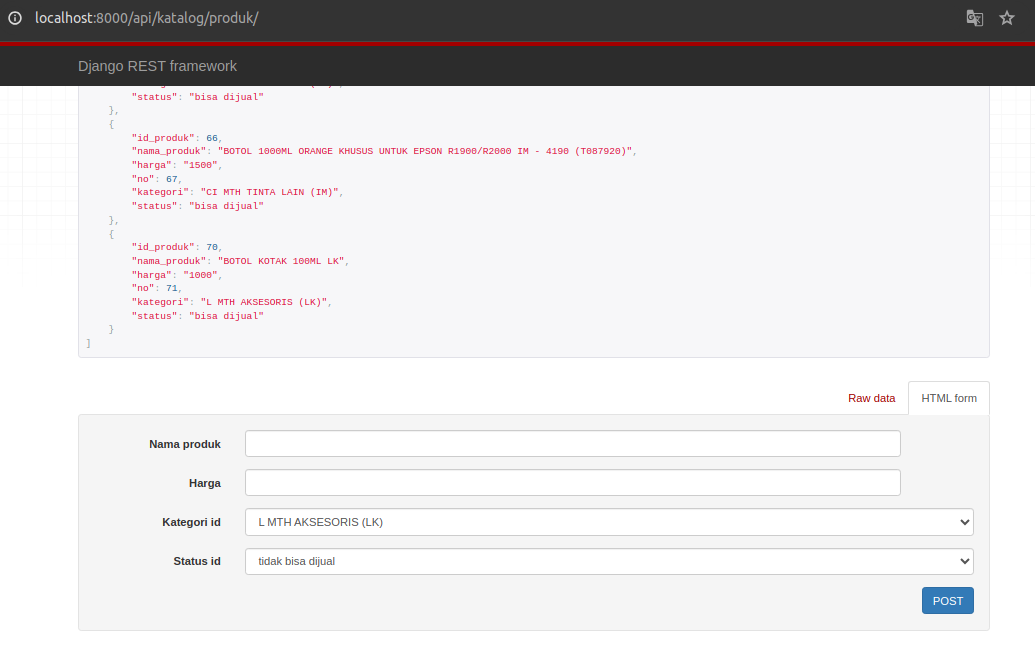 localhost:8000/api/katalog/produk/
Django REST framework
"status": "bisa dijual"
},
{
"id_produk": 66,
"nama_produk": "BOTOL 1000ML ORANGE KHUSUS UNTUK EPSON R1900/R2000 IM - 4190 (T087920)",
"harga": "1500",
"no": 67,
"kategori": "CI MTH TINTA LAIN (IM)",
"status": "bisa dijual"
},
{
"id_produk": 70,
"nama_produk": "BOTOL KOTAK 100ML LK",
"harga": "1000",
"no": 71,
"kategori": "L MTH AKSESORIS (LK)",
"status": "bisa dijual"
}
]
Raw data
HTML form
Nama produk
Harga
Kategori id
L MTH AKSESORIS (LK)
Status id
tidak bisa dijual
POST